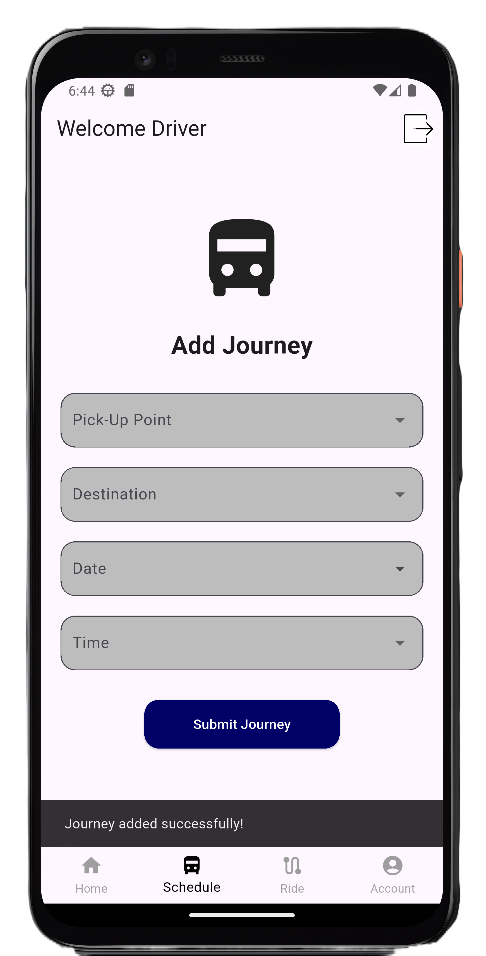 6:44
Welcome Driver
Add Journey
Pick-Up Point
Destination
Date
Time
Submit Journey
Journey added successfully!
Home
Schedule
Ride
Account